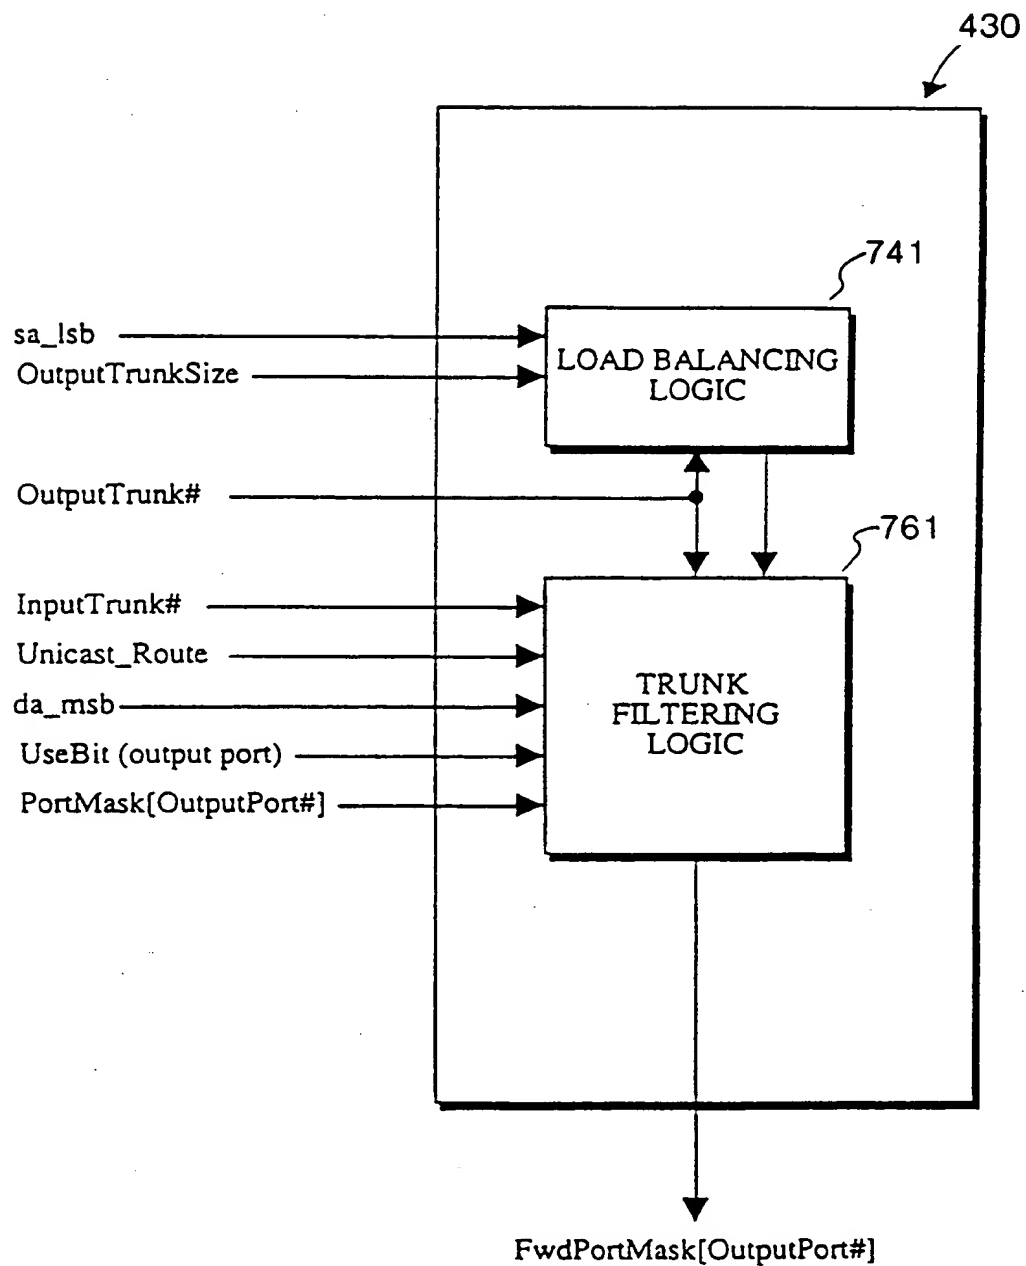 430
741
sa_lsb
LOAD BALANCING
OutputTrunkSize
LOGIC
OutputTrunk#
761
InputTrunk#
Unicast_Route
TRUNK
da_msb
FILTERING
LOGIC
UseBit (output port)
PortMask[OutputPort#]
FwdPortMask[OutputPort#]